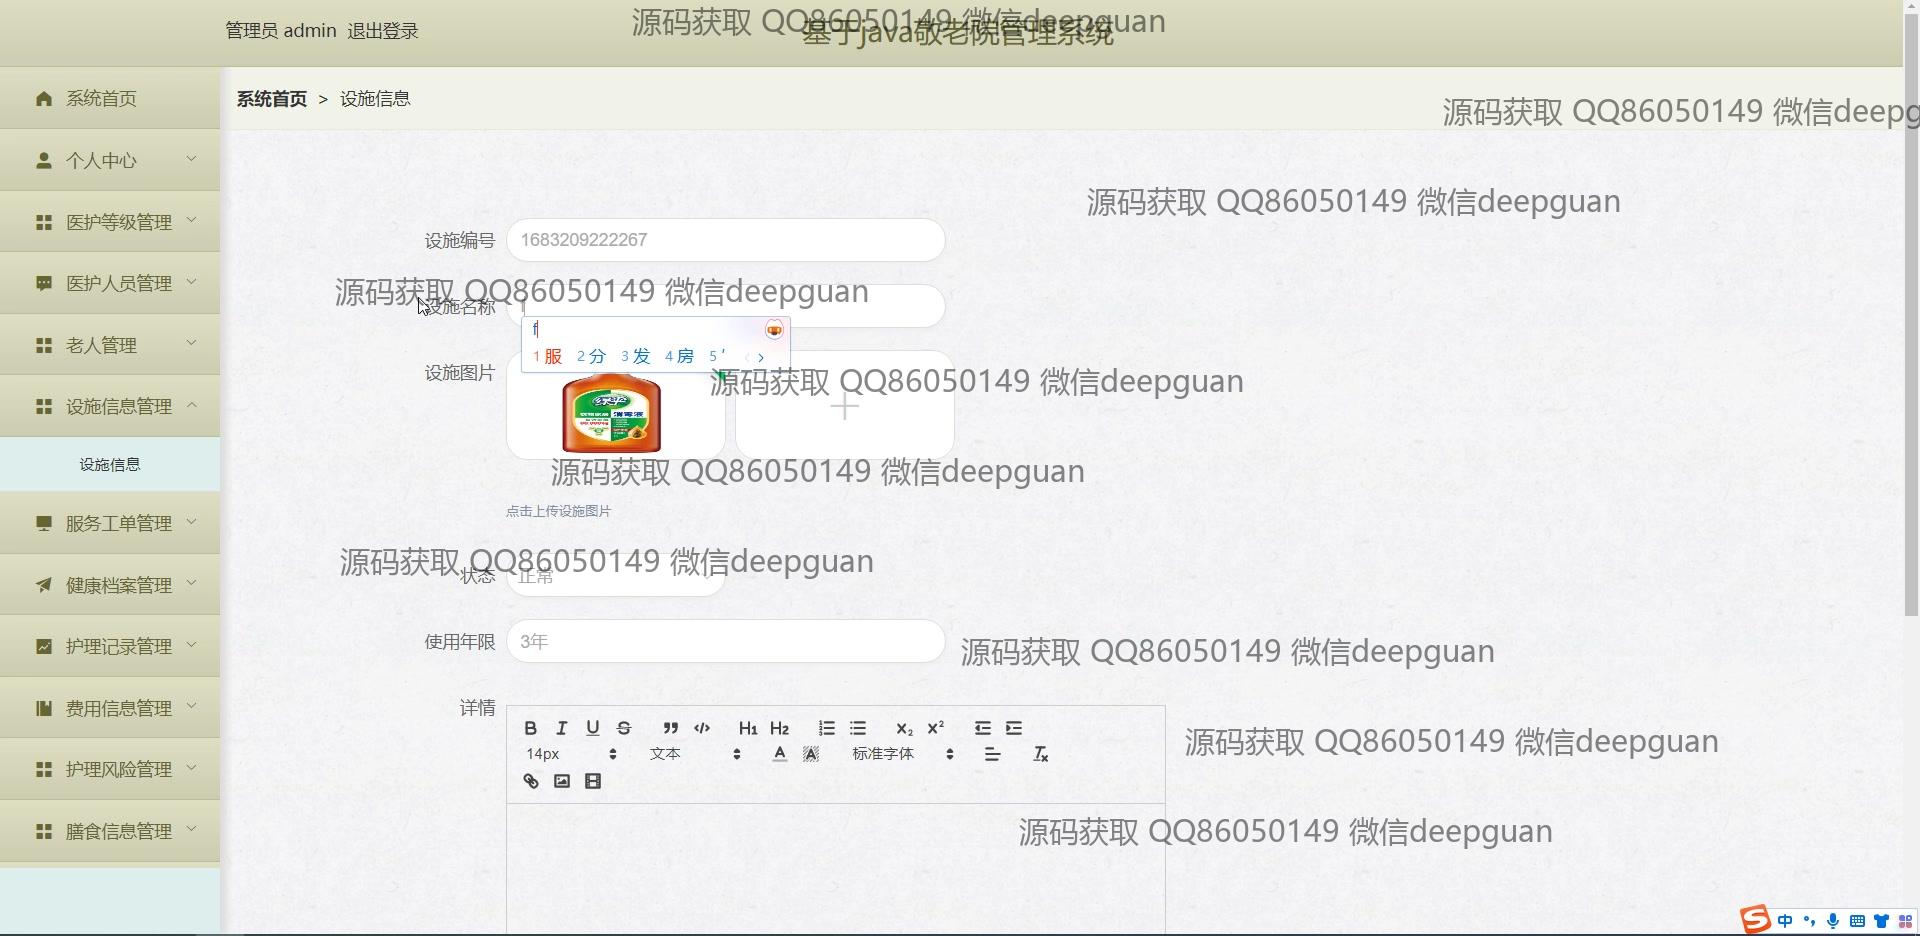 管理员 admin 退出登录
基于java敬老院管理系统
源码获取 QQ86050149 微信deepguan
系统首页 > 设施信息
源码获取 QQ86050149 微信deepg
系统首页
个人中心
医护等级管理
医护人员管理
老人管理
设施信息管理
设施信息
服务工单管理
健康档案管理
护理记录管理
费用信息管理
护理风险管理
膳食信息管理
源码获取 QQ86050149 微信deepguan
设施编号 1683209222267
源码获取 QQ86050149 微信deepguan
设施名称
f
1 服 2 分 3 发 4 房 5
设施图片
消毒液
源码获取 QQ86050149 微信deepguan
源码获取 QQ86050149 微信deepguan
点击上传设施图片
源码获取 QQ86050149 微信deepguan
状态 正常
使用年限 3年
源码获取 QQ86050149 微信deepguan
详情
B I U S H1 H2 X2 X2
14px 文本 A A 标准字体 Tx
源码获取 QQ86050149 微信deepguan
源码获取 QQ86050149 微信deepguan
S 中